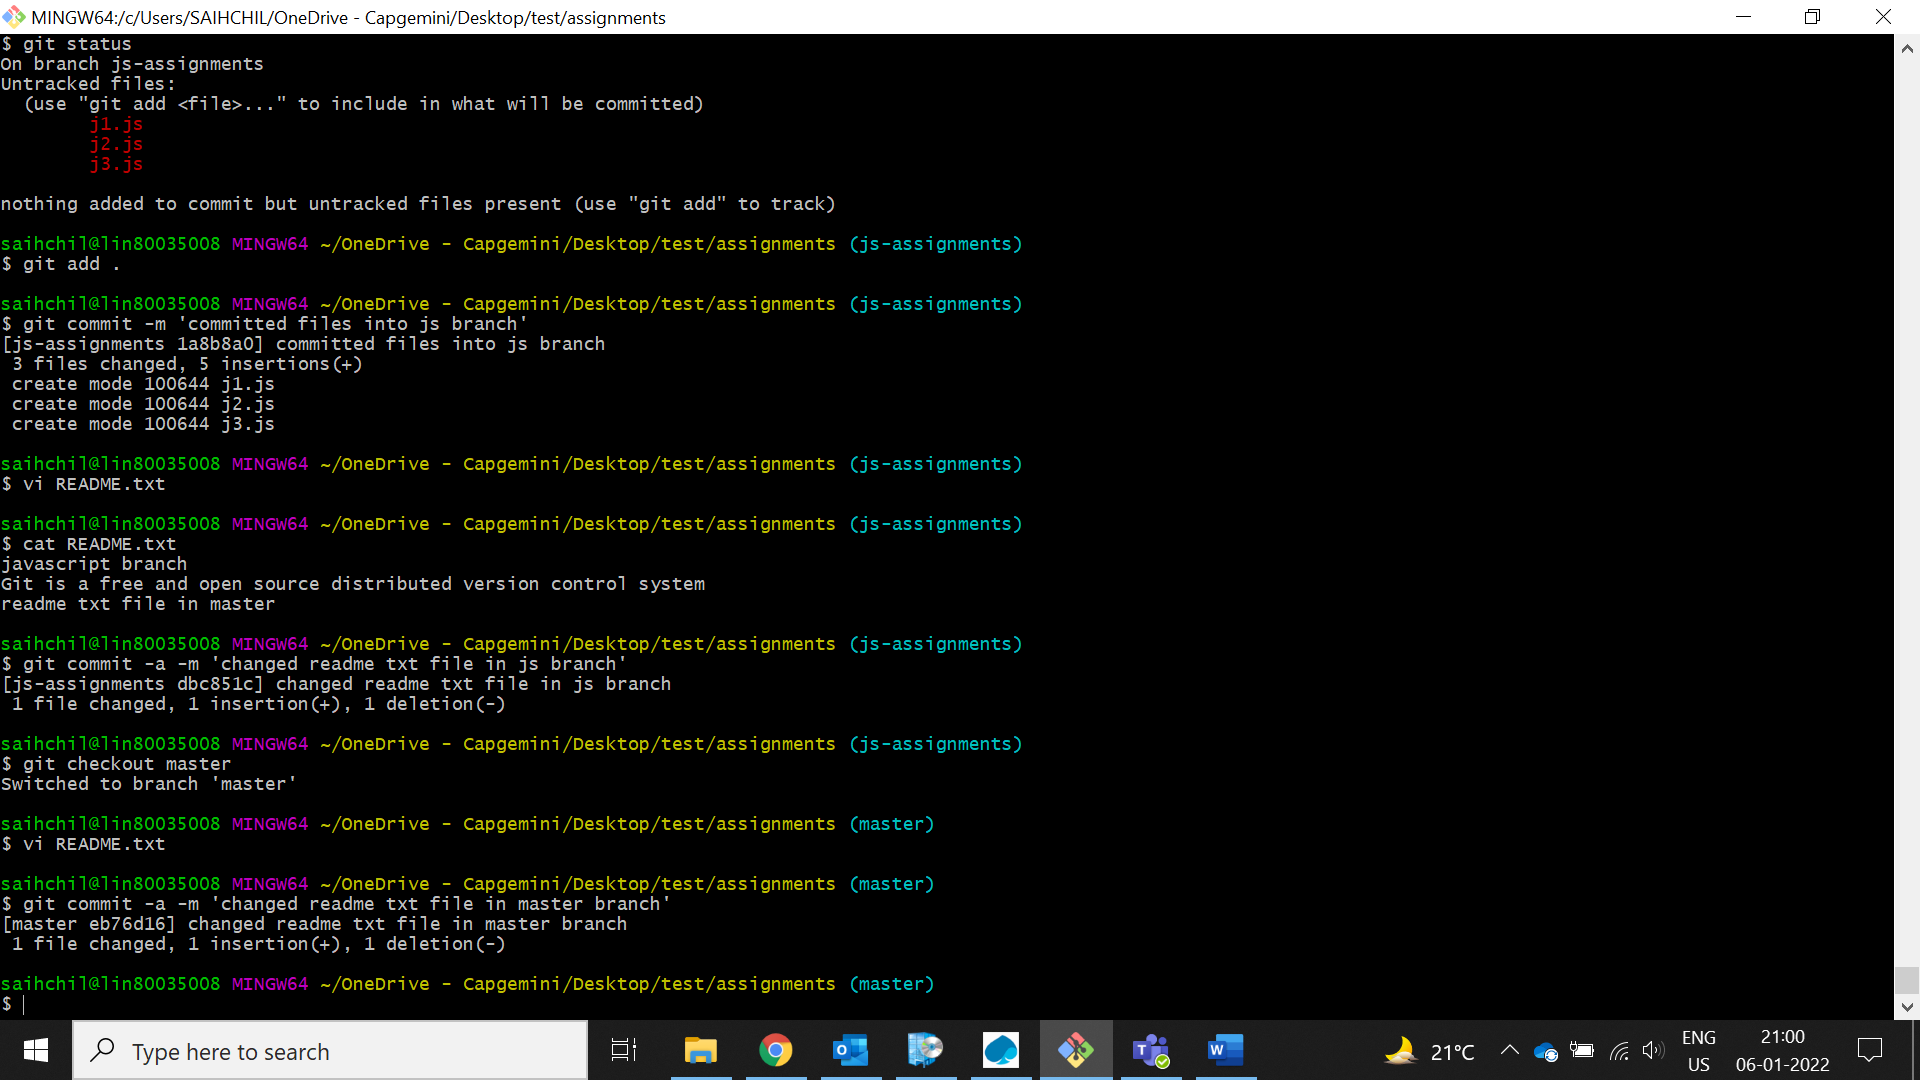 MINGW64:/c/Users/SAIHCHIL/OneDrive - Capgemini/Desktop/test/assignments
$ git status
On branch js-assignments
Untracked files:
  (use "git add <file>..." to include in what will be committed)
        j1.js
        j2.js
        j3.js
nothing added to commit but untracked files present (use "git add" to track)
saihchil@lin80035008 MINGW64 ~/OneDrive - Capgemini/Desktop/test/assignments (js-assignments)
$ git add .
saihchil@lin80035008 MINGW64 ~/OneDrive - Capgemini/Desktop/test/assignments (js-assignments)
$ git commit -m 'committed files into js branch'
[js-assignments 1a8b8a0] committed files into js branch
 3 files changed, 5 insertions(+)
 create mode 100644 j1.js
 create mode 100644 j2.js
 create mode 100644 j3.js
saihchil@lin80035008 MINGW64 ~/OneDrive - Capgemini/Desktop/test/assignments (js-assignments)
$ vi README.txt
saihchil@lin80035008 MINGW64 ~/OneDrive - Capgemini/Desktop/test/assignments (js-assignments)
$ cat README.txt
javascript branch
Git is a free and open source distributed version control system
readme txt file in master
saihchil@lin80035008 MINGW64 ~/OneDrive - Capgemini/Desktop/test/assignments (js-assignments)
$ git commit -a -m 'changed readme txt file in js branch'
[js-assignments dbc851c] changed readme txt file in js branch
 1 file changed, 1 insertion(+), 1 deletion(-)
saihchil@lin80035008 MINGW64 ~/OneDrive - Capgemini/Desktop/test/assignments (js-assignments)
$ git checkout master
Switched to branch 'master'
saihchil@lin80035008 MINGW64 ~/OneDrive - Capgemini/Desktop/test/assignments (master)
$ vi README.txt
saihchil@lin80035008 MINGW64 ~/OneDrive - Capgemini/Desktop/test/assignments (master)
$ git commit -a -m 'changed readme txt file in master branch'
[master eb76d16] changed readme txt file in master branch
 1 file changed, 1 insertion(+), 1 deletion(-)
saihchil@lin80035008 MINGW64 ~/OneDrive - Capgemini/Desktop/test/assignments (master)
$
Type here to search
21°C
ENG
US
21:00
06-01-2022